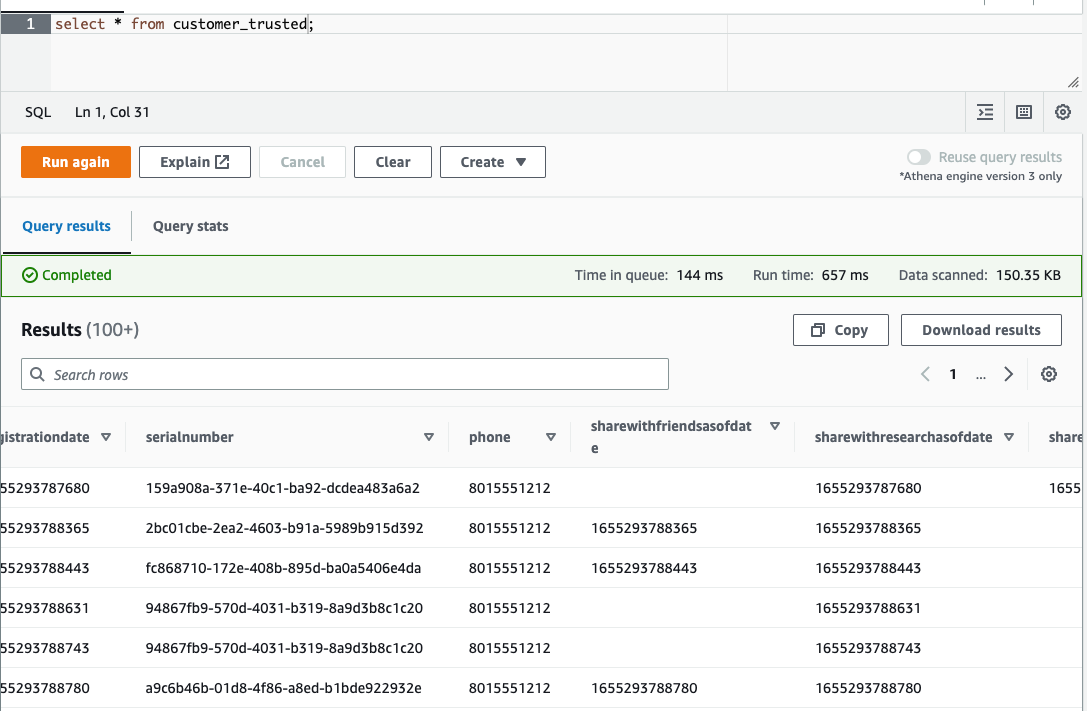 1 select * from customer_trusted;
SQL Ln 1, Col 31
Run again Explain Cancel Clear Create Reuse query results
*Athena engine version 3 only
Query results Query stats
Completed Time in queue: 144 ms Run time: 657 ms Data scanned: 150.35 KB
Results (100+) Copy Download results
Search rows 1 ...
gistrationdate serialnumber phone sharewithfriendsasofdat
e sharewithresearchasofdate share
55293787680 159a908a-371e-40c1-ba92-dcdea483a6a2 8015551212 1655293787680 1655
55293788365 2bc01cbe-2ea2-4603-b91a-5989b915d392 8015551212 1655293788365 1655293788365
55293788443 fc868710-172e-408b-895d-ba0a5406e4da 8015551212 1655293788443 1655293788443
55293788631 94867fb9-570d-4031-b319-8a9d3b8c1c20 8015551212 1655293788631
55293788743 94867fb9-570d-4031-b319-8a9d3b8c1c20 8015551212 1655293788743
55293788780 a9c6b46b-01d8-4f86-a8ed-b1bde922932e 8015551212 1655293788780 1655293788780